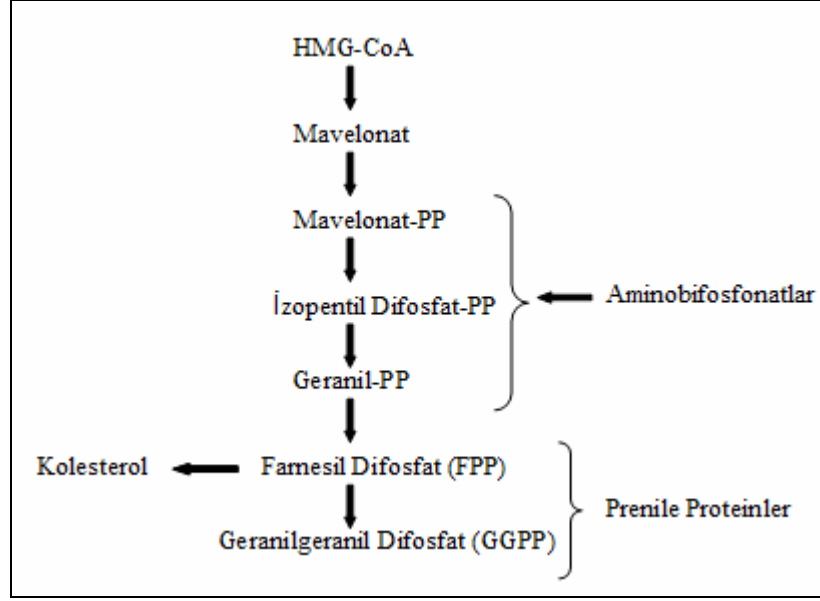 HMG-CoA
Mavelonat
Mavelonat-PP
İzopentil Difosfat-PP
Aminobifosfonatlar
Geranil-PP
Kolesterol
Farnesil Difosfat (FPP)
Prenile Proteinler
Geranilgeranil Difosfat (GGPP)